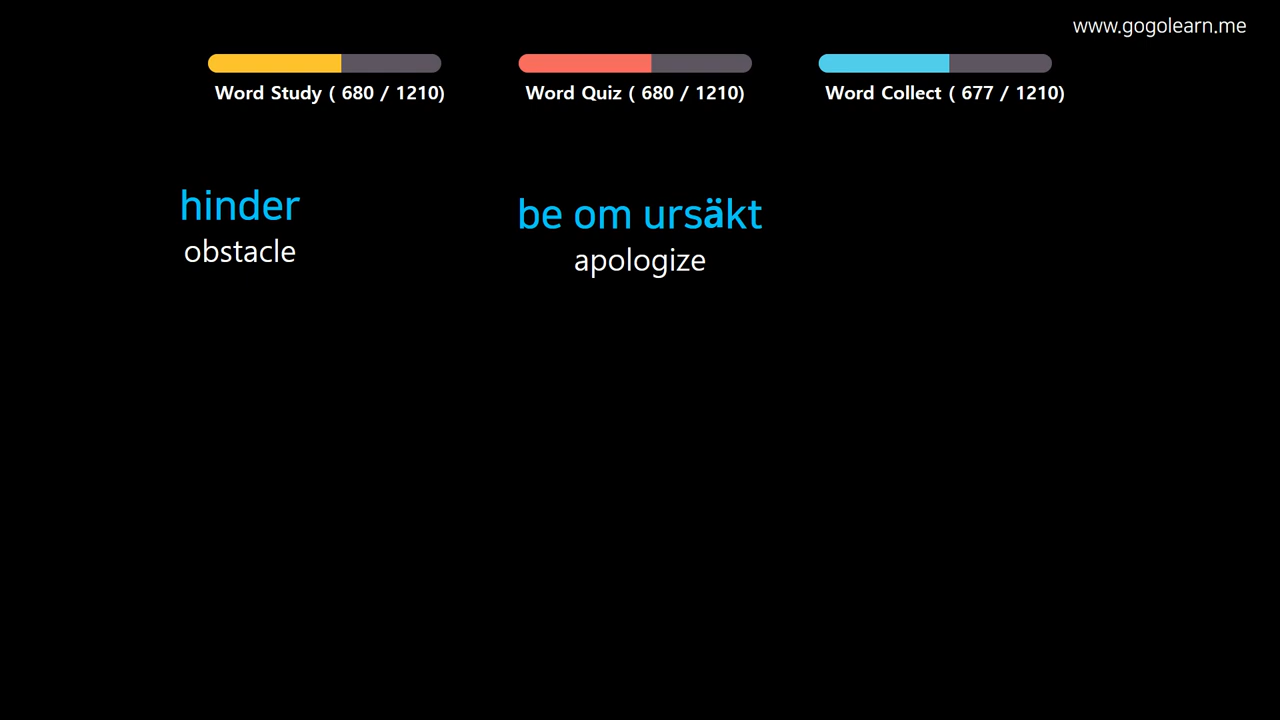 www.gogolearn.me
Word Study ( 680 / 1210)
Word Quiz ( 680 / 1210)
Word Collect ( 677 / 1210)
hinder
obstacle
be om ursäkt
apologize